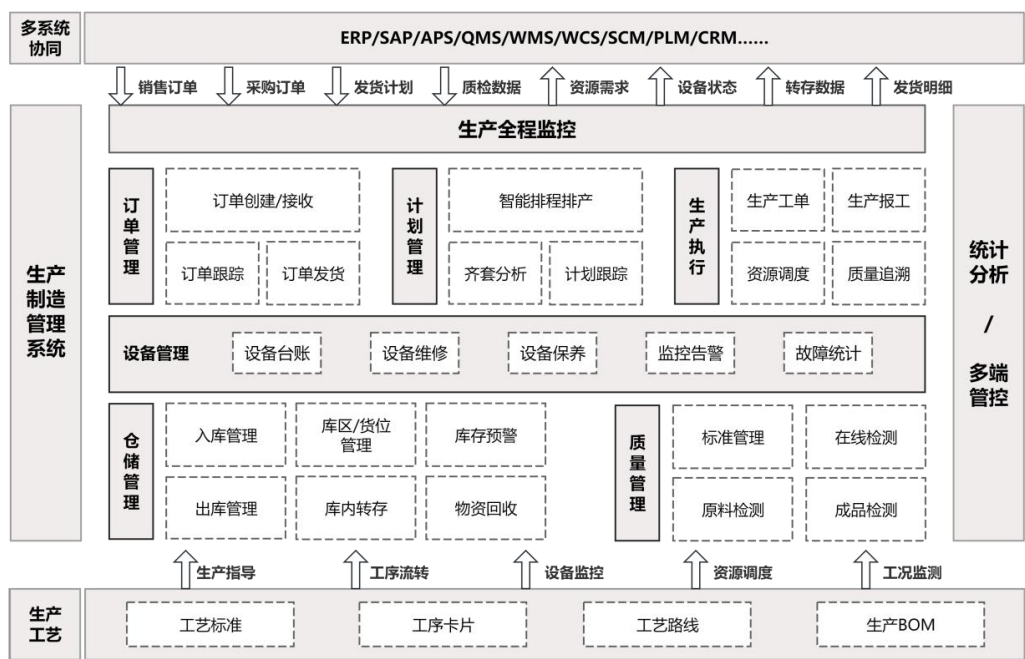 多系统
协同
ERP/SAP/APS/QMS/WMS/WCS/SCM/PLM/CRM......
销售订单
采购订单
发货计划
质检数据
资源需求
设备状态
转存数据
发货明细
生产
制造
管理
系统
生产全程监控
订单管理
订单创建/接收
订单跟踪
订单发货
计划管理
智能排程排产
齐套分析
计划跟踪
生产执行
生产工单
生产报工
资源调度
质量追溯
设备管理
设备台账
设备维修
设备保养
监控告警
故障统计
仓储管理
入库管理
库区/货位
管理
库存预警
出库管理
库内转存
物资回收
质量管理
标准管理
在线检测
原料检测
成品检测
统计
分析
/
多端
管控
生产指导
工序流转
设备监控
资源调度
工况监测
生产
工艺
工艺标准
工序卡片
工艺路线
生产BOM